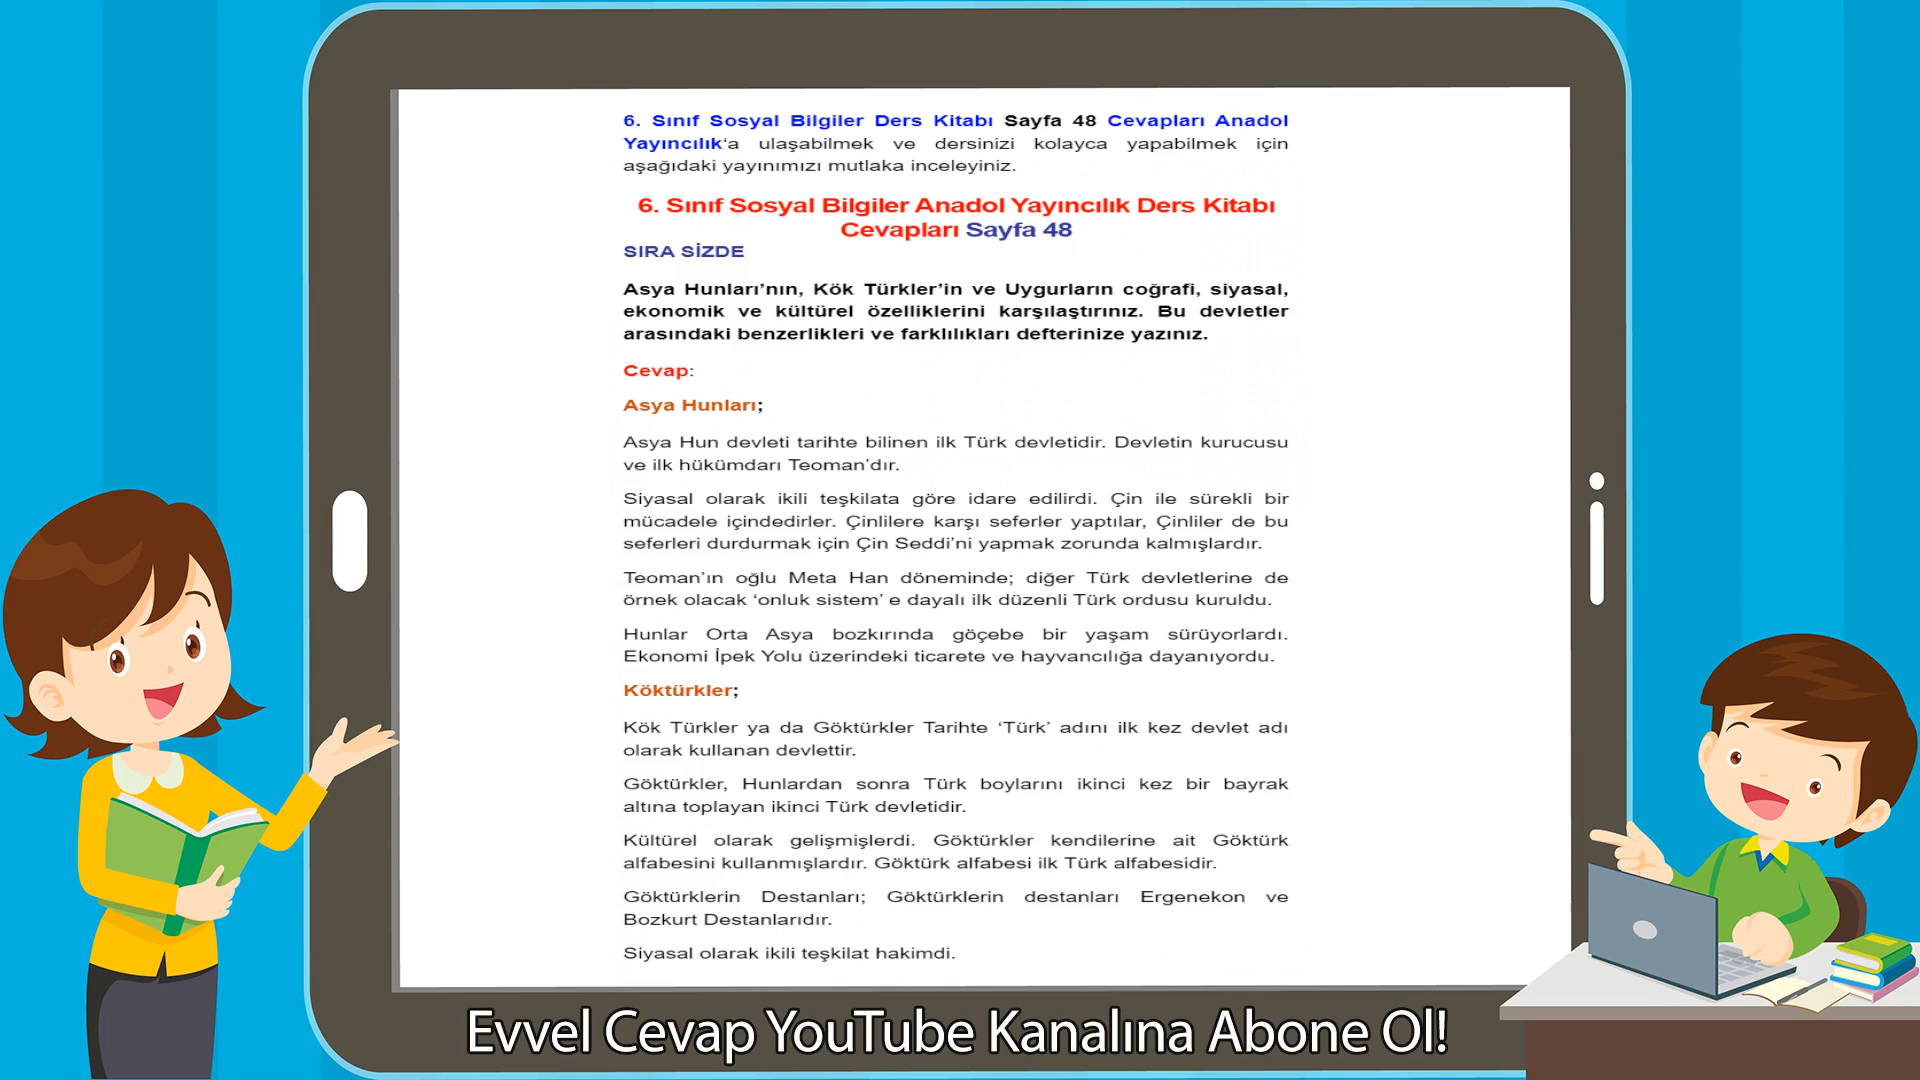 6. Sınıf Sosyal Bilgiler Ders Kitabı Sayfa 48 Cevapları Anadol
Yayıncılık‘a ulaşabilmek ve dersinizi kolayca yapabilmek için
aşağıdaki yayınımızı mutlaka inceleyiniz.
6. Sınıf Sosyal Bilgiler Anadol Yayıncılık Ders Kitabı
Cevapları Sayfa 48
SIRA SİZDE
Asya Hunları’nın, Kök Türkler’in ve Uygurların coğrafi, siyasal,
ekonomik ve kültürel özelliklerini karşılaştırınız. Bu devletler
arasındaki benzerlikleri ve farklılıkları defterinize yazınız.
Cevap:
Asya Hunları;
Asya Hun devleti tarihte bilinen ilk Türk devletidir. Devletin kurucusu
ve ilk hükümdarı Teoman’dır.
Siyasal olarak ikili teşkilata göre idare edilirdi. Çin ile sürekli bir
mücadele içindedirler. Çinlilere karşı seferler yaptılar, Çinliler de bu
seferleri durdurmak için Çin Seddi’ni yapmak zorunda kalmışlardır.
Teoman’ın oğlu Meta Han döneminde; diğer Türk devletlerine de
örnek olacak ‘onluk sistem’ e dayalı ilk düzenli Türk ordusu kuruldu.
Hunlar Orta Asya bozkırında göçebe bir yaşam sürüyorlardı.
Ekonomi İpek Yolu üzerindeki ticarete ve hayvancılığa dayanıyordu.
Köktürkler;
Kök Türkler ya da Göktürkler Tarihte ‘Türk’ adını ilk kez devlet adı
olarak kullanan devlettir.
Göktürkler, Hunlardan sonra Türk boylarını ikinci kez bir bayrak
altına toplayan ikinci Türk devletidir.
Kültürel olarak gelişmişlerdi. Göktürkler kendilerine ait Göktürk
alfabesini kullanmışlardır. Göktürk alfabesi ilk Türk alfabesidir.
Göktürklerin Destanları; Göktürklerin destanları Ergenekon ve
Bozkurt Destanlarıdır.
Siyasal olarak ikili teşkilat hakimdi.
Evvel Cevap YouTube Kanalına Abone Ol!